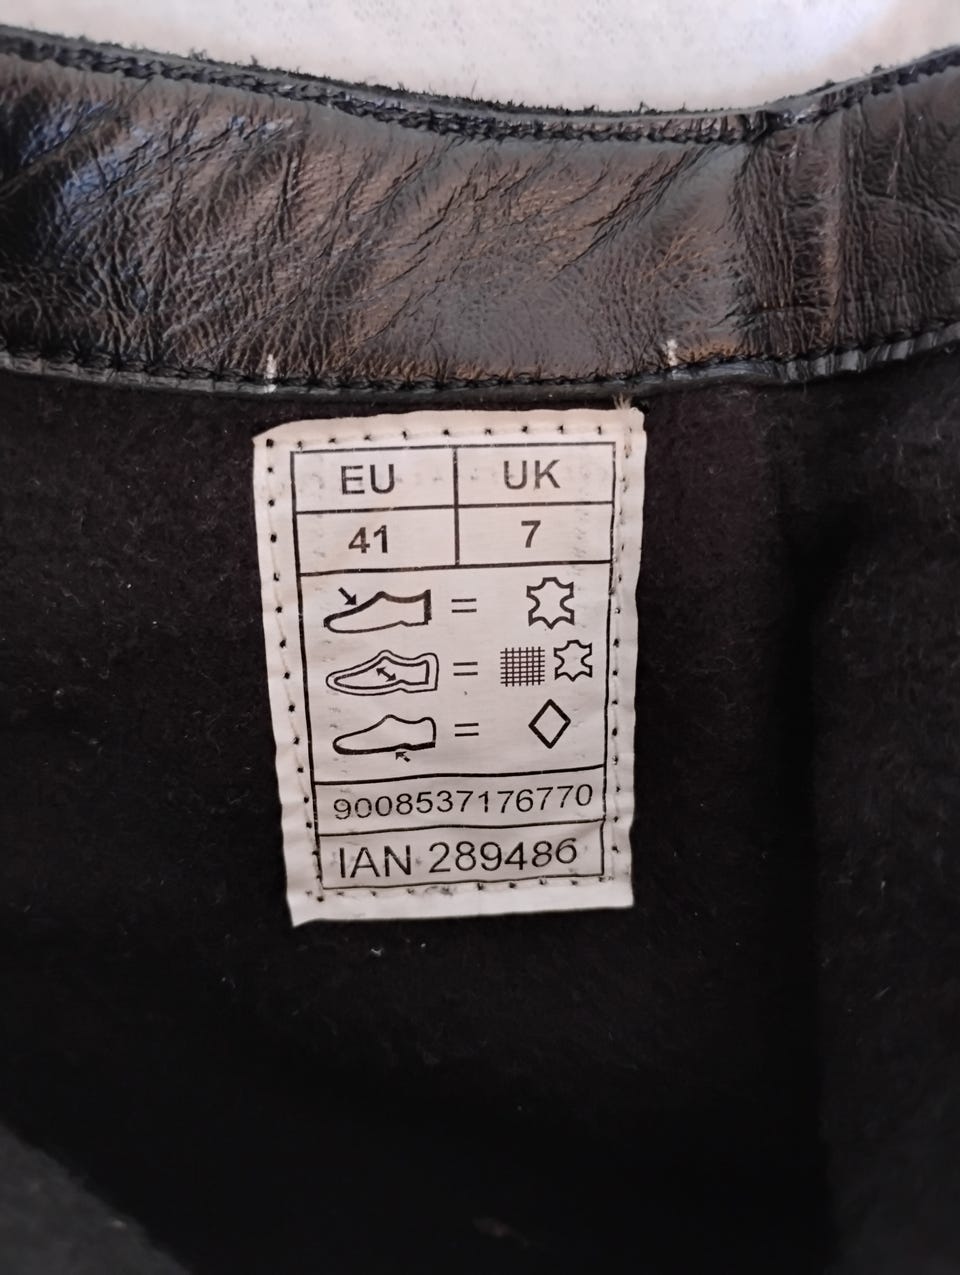 EU UK
41 7
= 
= 
= 
9008537176770
IAN 289486